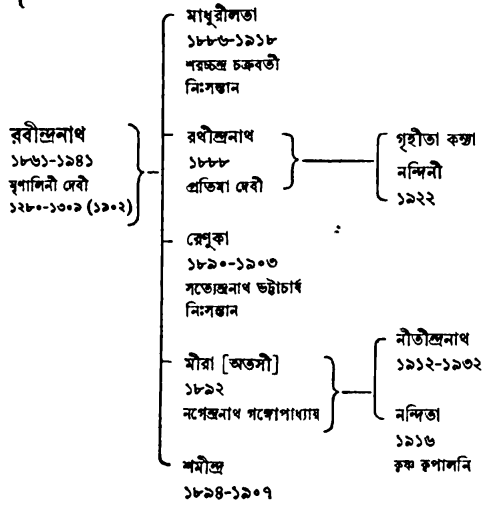 মাধুরীলতা
১৮৮৬-১৯১৮
শরচ্চন্দ্র চক্রবর্তী
নিঃসন্তান
রবীন্দ্রনাথ
১৮৬১-১৯৪১
মৃণালিনী দেবী
১২৮০-১৩০৯ (১৯০২)
রথীন্দ্রনাথ
১৮৮৮
প্রতিমা দেবী
গৃহীতা কন্যা
নন্দিনী
১৯২২
রেণুকা
১৮৯০-১৯০৩
সত্যেন্দ্রনাথ ভট্টাচার্য
নিঃসন্তান
মীরা [অতসী]
১৮৯২
নগেন্দ্রনাথ গঙ্গোপাধ্যায়
নীতীন্দ্রনাথ
১৯১২-১৯৩২
নন্দিতা
১৯১৬
কৃষ্ণ কৃপালনি
শমীন্দ্র
১৮৯৪-১৯০৭